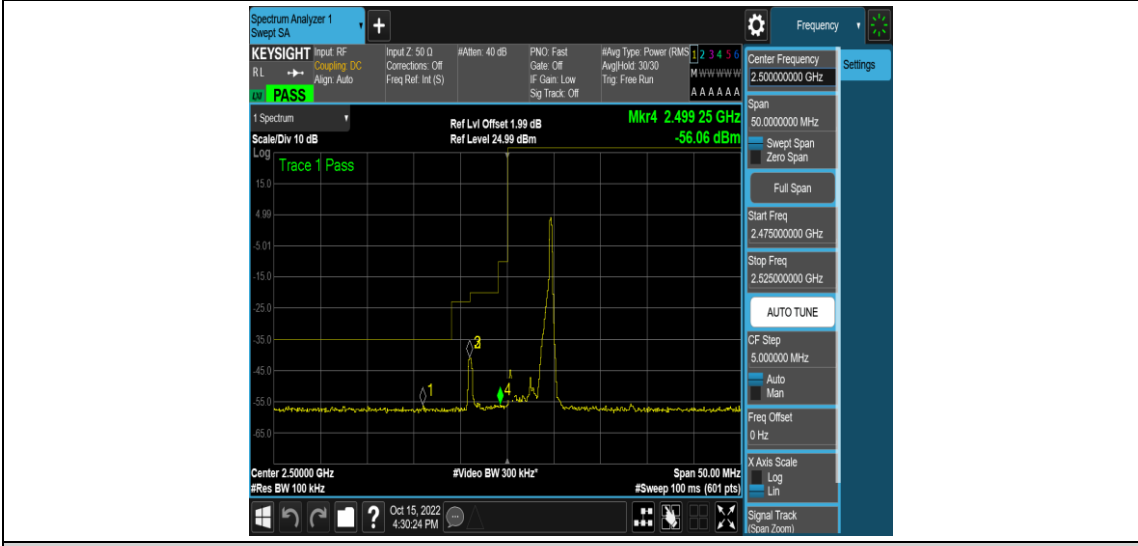 Spectrum Analyzer 1
Swept SA
Frequency
KEYSIGHT
Input: RF
Coupling: DC
Align: Auto
Input Z: 50 Ω
Corrections: Off
Freq Ref: Int (S)
#Atten: 40 dB
PNO: Fast
Gate: Off
IF Gain: Low
Sig Track: Off
#Avg Type: Power (RMS
Avg|Hold: 30/30
Trig: Free Run
1 2 3 4 5 6
M W W W W W
A A A A A A
R L
LXI
PASS
1 Spectrum
Scale/Div 10 dB
Ref Lvl Offset 1.99 dB
Ref Level 24.99 dBm
Mkr4 2.499 25 GHz
-56.06 dBm
Log
Trace 1 Pass
15.0
4.99
-5.01
-15.0
-25.0
-35.0
-45.0
-55.0
-65.0
1
4
Center 2.50000 GHz
#Video BW 300 kHz*
Span 50.00 MHz
#Res BW 100 kHz
#Sweep 100 ms (601 pts)
?
Oct 15, 2022
4:30:24 PM
Center Frequency
2.500000000 GHz
Settings
Span
50.0000000 MHz
Swept Span
Zero Span
Full Span
Start Freq
2.475000000 GHz
Stop Freq
2.525000000 GHz
AUTO TUNE
CF Step
5.000000 MHz
Auto
Man
Freq Offset
0 Hz
X Axis Scale
Log
Lin
Signal Track
(Span Zoom)